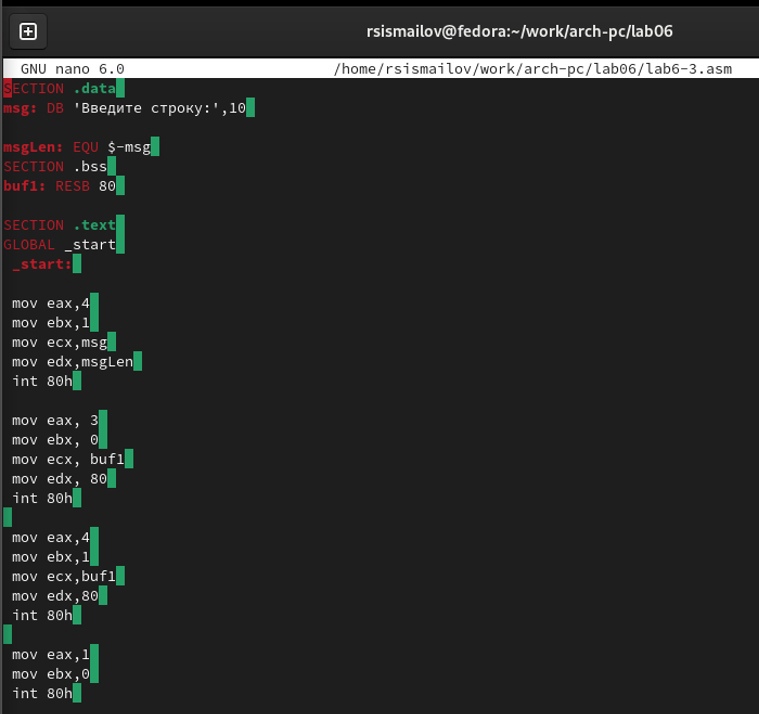 rsismailov@fedora:~/work/arch-pc/lab06
GNU nano 6.0 /home/rsismailov/work/arch-pc/lab06/lab6-3.asm
SECTION .data
msg: DB 'Введите строку:',10
msgLen: EQU $-msg
SECTION .bss
buf1: RESB 80
SECTION .text
GLOBAL _start
_start:
mov eax,4
mov ebx,1
mov ecx,msg
mov edx,msgLen
int 80h
mov eax, 3
mov ebx, 0
mov ecx, buf1
mov edx, 80
int 80h
mov eax,4
mov ebx,1
mov ecx,buf1
mov edx,80
int 80h
mov eax,1
mov ebx,0
int 80h